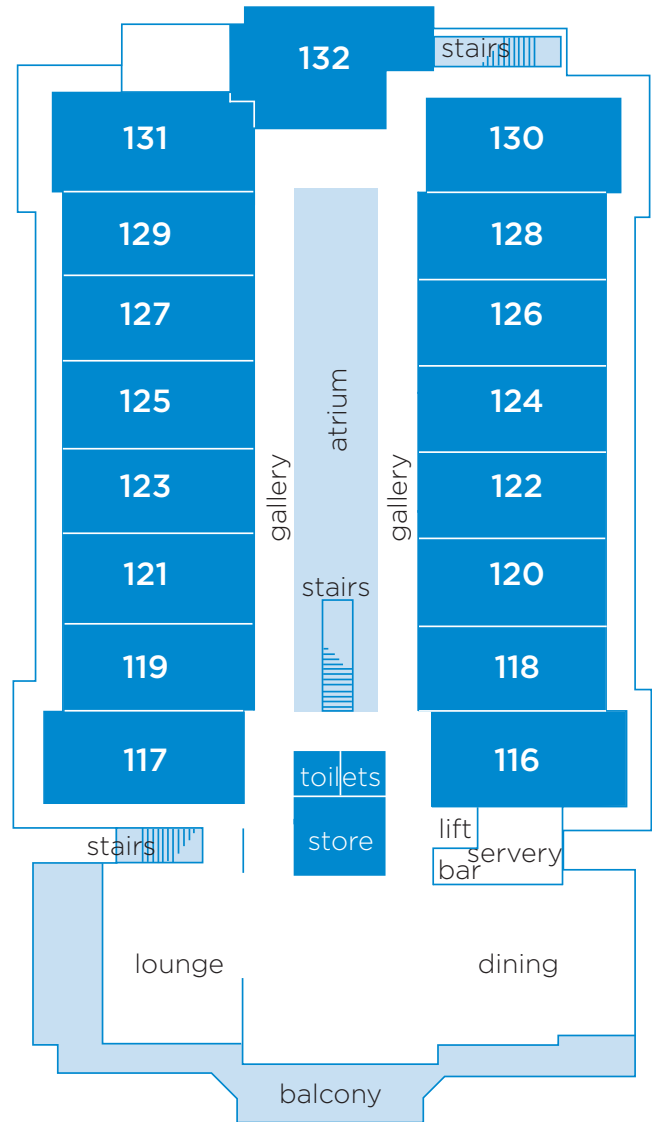 132
stairs
131
130
129
128
127
126
atrium
125
124
gallery
gallery
123
122
121
120
stairs
119
118
117
116
toilets
store
lift
stairs
servery
bar
lounge
dining
balcony